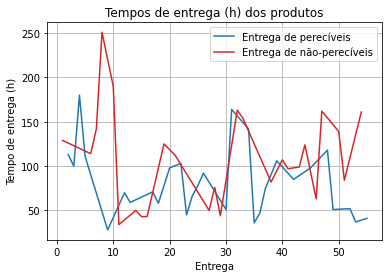 Tempos de entrega (h) dos produtos
Entrega de perecíveis
Entrega de não-perecíveis
Tempo de entrega (h)
250
200
150
100
50
0
10
20
30
40
50
Entrega